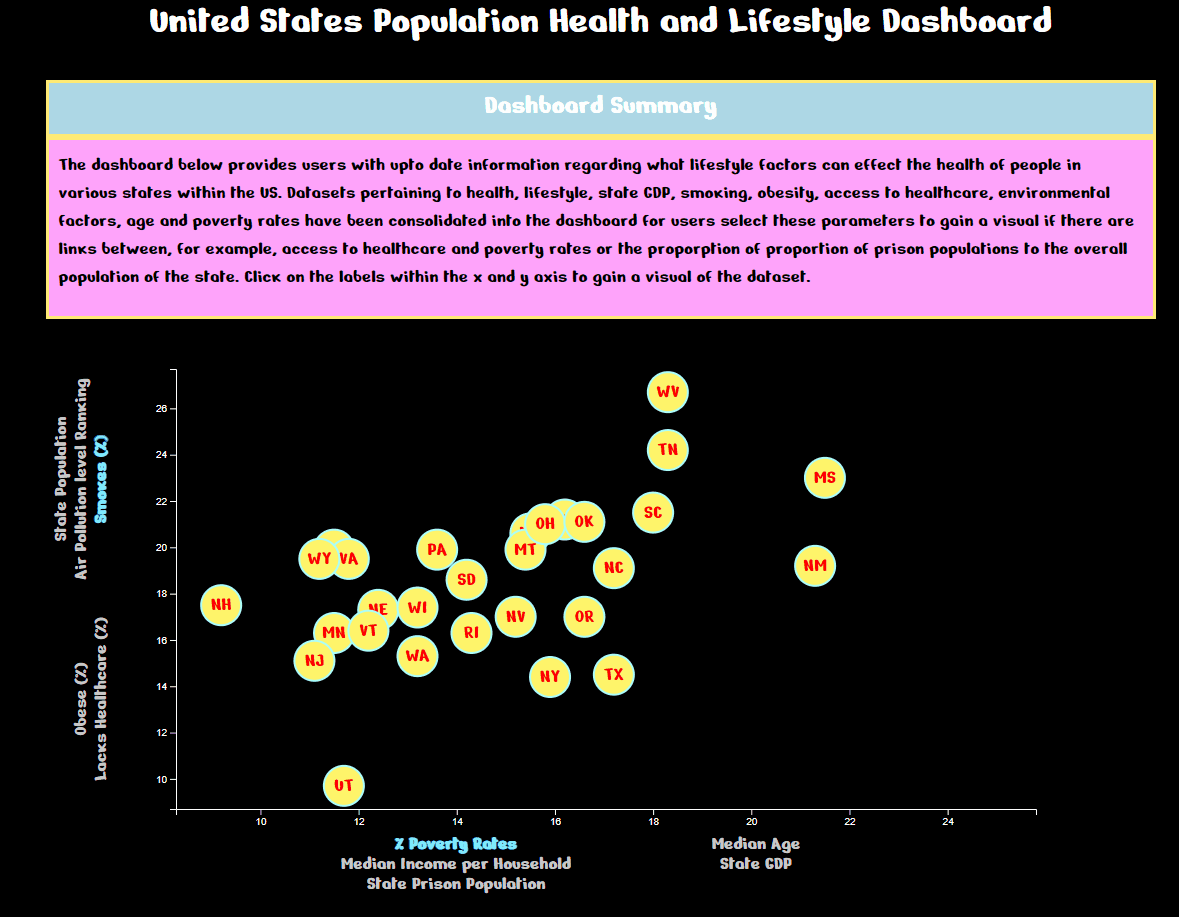 United States Population Health and Lifestyle Dashboard
Dashboard Summary
The dashboard below provides users with upto date information regarding what lifestyle factors can effect the health of people in
various states within the US. Datasets pertaining to health, lifestyle, state GDP, smoking, obesity, access to healthcare, environmental
factors, age and poverty rates have been consolidated into the dashboard for users select these parameters to gain a visual if there are
links between, for example, access to healthcare and poverty rates or the proporption of proportion of prison populations to the overall
population of the state. Click on the labels within the x and y axis to gain a visual of the dataset.
State Population
Air Pollution level Ranking
Smokes (%)
Obese (%)
Lacks Healthcare (%)
26
24
22
20
18
16
14
12
10
WV
TN
MS
SC
OH
OK
MT
PA
WY
VA
NC
NM
SD
NH
NE
WI
NV
OR
MN
VT
RI
NJ
WA
NY
TX
UT
10
12
14
16
18
20
22
24
% Poverty Rates
Median Income per Household
State Prison Population
Median Age
State GDP